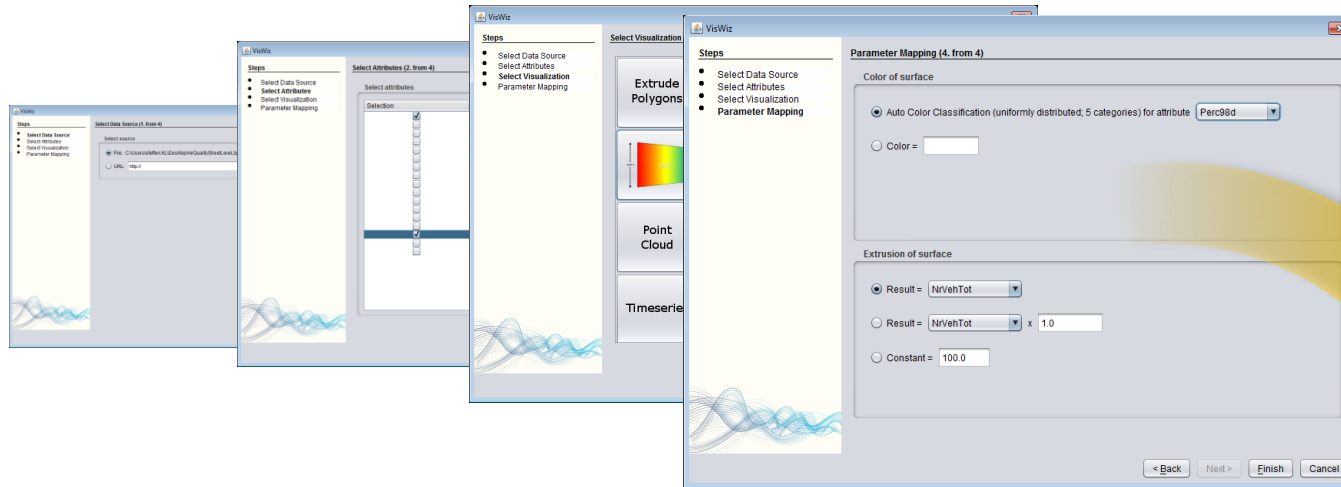 VisWiz
Steps
Select Data Source
Select Attributes
Select Visualization
Parameter Mapping
Select Data Source (1. from 4)
Select source
File
URL: http://
VisWiz
Steps
Select Data Source
Select Attributes
Select Visualization
Parameter Mapping
Select Attributes (2. from 4)
Select attributes
Selection
VisWiz
Steps
Select Data Source
Select Attributes
Select Visualization
Parameter Mapping
Select Visualization
Extrude
Polygons
Point
Cloud
Timeserie
VisWiz
Steps
Select Data Source
Select Attributes
Select Visualization
Parameter Mapping
Parameter Mapping (4. from 4)
Color of surface
Auto Color Classification (uniformly distributed; 5 categories) for attribute Perc98d
Color =
Extrusion of surface
Result = NrVehTot
Result = NrVehTot x 1.0
Constant = 100.0
< Back Next > Finish Cancel